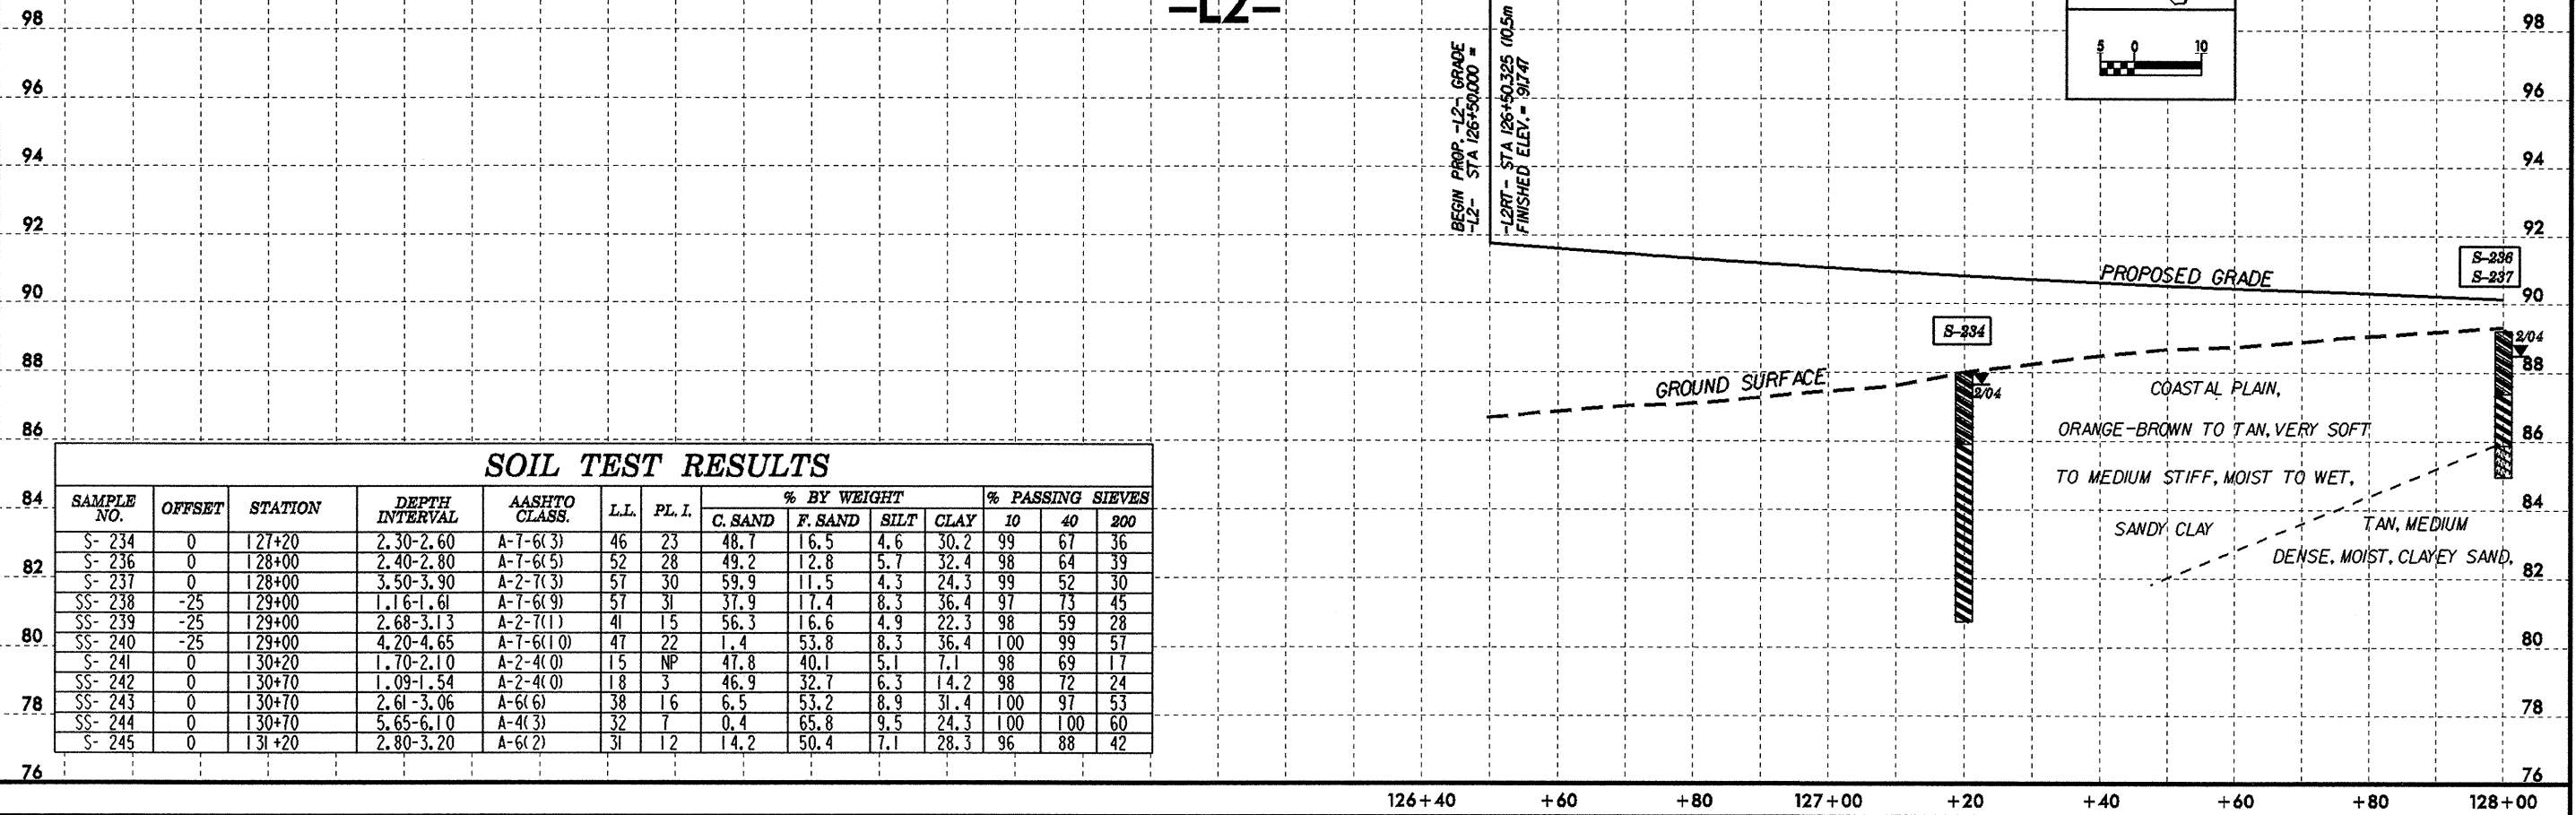 -L2-
98
96
94
92
90
88
86
84
82
80
78
76
BEGIN PROP. -L2- GRADE
-L2- STA 126+50.000 =
-L2RT- STA 126+50.325 (10.5m
FINISHED ELEV.= 91.747
5 0 10
98
96
94
92
90
88
86
84
82
80
78
76
PROPOSED GRADE
S-236
S-237
S-234
2/04
2/04
GROUND SURFACE
COASTAL PLAIN,
ORANGE-BROWN TO TAN, VERY SOFT
TO MEDIUM STIFF, MOIST TO WET,
SANDY CLAY
TAN, MEDIUM
DENSE, MOIST, CLAYEY SAND,
SOIL TEST RESULTS
SAMPLE NO. OFFSET STATION DEPTH INTERVAL AASHTO CLASS. L.L. PL. I. % BY WEIGHT % PASSING SIEVES
C. SAND F. SAND SILT CLAY 10 40 200
S- 234 0 127+20 2.30-2.60 A-7-6(3) 46 23 48.7 16.5 4.6 30.2 99 67 36
S- 236 0 128+00 2.40-2.80 A-7-6(5) 52 28 49.2 12.8 5.7 32.4 98 64 39
S- 237 0 128+00 3.50-3.90 A-2-7(3) 57 30 59.9 11.5 4.3 24.3 99 52 30
SS- 238 -25 129+00 1.16-1.61 A-7-6(9) 57 31 37.9 17.4 8.3 36.4 97 73 45
SS- 239 -25 129+00 2.68-3.13 A-2-7(1) 41 15 56.3 16.6 4.9 22.3 98 59 28
SS- 240 -25 129+00 4.20-4.65 A-7-6(10) 47 22 1.4 53.8 8.3 36.4 100 99 57
S- 241 0 130+20 1.70-2.10 A-2-4(0) 15 NP 47.8 40.1 5.1 7.1 98 69 17
SS- 242 0 130+70 1.09-1.54 A-2-4(0) 18 3 46.9 32.7 6.3 14.2 98 72 24
SS- 243 0 130+70 2.61-3.06 A-6(6) 38 16 6.5 53.2 8.9 31.4 100 97 53
SS- 244 0 130+70 5.65-6.10 A-4(3) 32 7 0.4 65.8 9.5 24.3 100 100 60
S- 245 0 131+20 2.80-3.20 A-6(2) 31 12 14.2 50.4 7.1 28.3 96 88 42
126+40 +60 +80 127+00 +20 +40 +60 +80 128+00